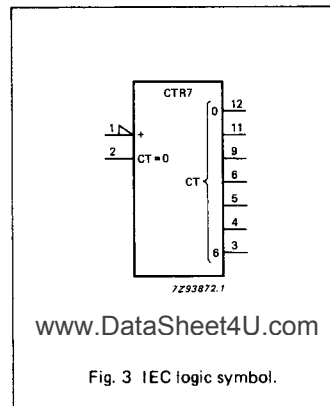 CTR7
0 12
1 + 11
2 CT=0 9
CT 6
5
4
6 3
7Z93872.1
www.DataSheet4U.com
Fig. 3 IEC logic symbol.